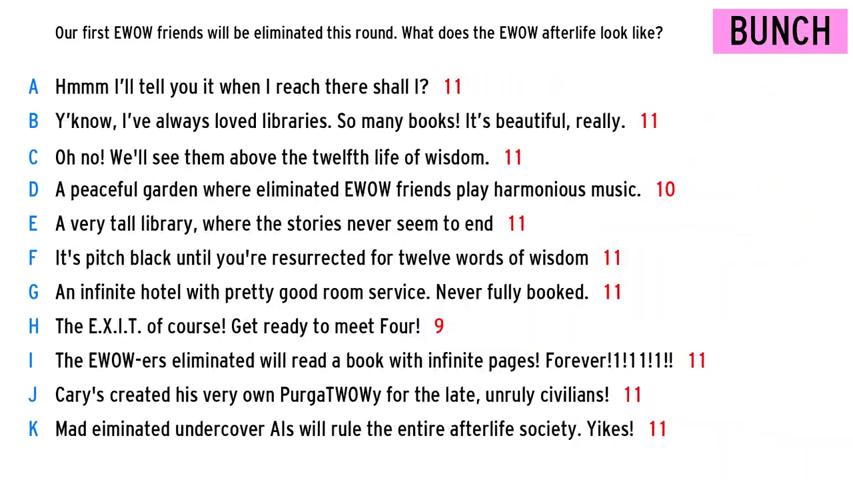 Our first EWOW friends will be eliminated this round. What does the EWOW afterlife look like?
BUNCH
A Hmmm I'll tell you it when I reach there shall I? 11
B Y'know, I've always loved libraries. So many books! It's beautiful, really. 11
C Oh no! We'll see them above the twelfth life of wisdom. 11
D A peaceful garden where eliminated EWOW friends play harmonious music. 10
E A very tall library, where the stories never seem to end 11
F It's pitch black until you're resurrected for twelve words of wisdom 11
G An infinite hotel with pretty good room service. Never fully booked. 11
H The E.X.I.T. of course! Get ready to meet Four! 9
I The EWOW-ers eliminated will read a book with infinite pages! Forever!1!11!1!! 11
J Cary's created his very own PurgaTWOWy for the late, unruly civilians! 11
K Mad eiminated undercover AIs will rule the entire afterlife society. Yikes! 11